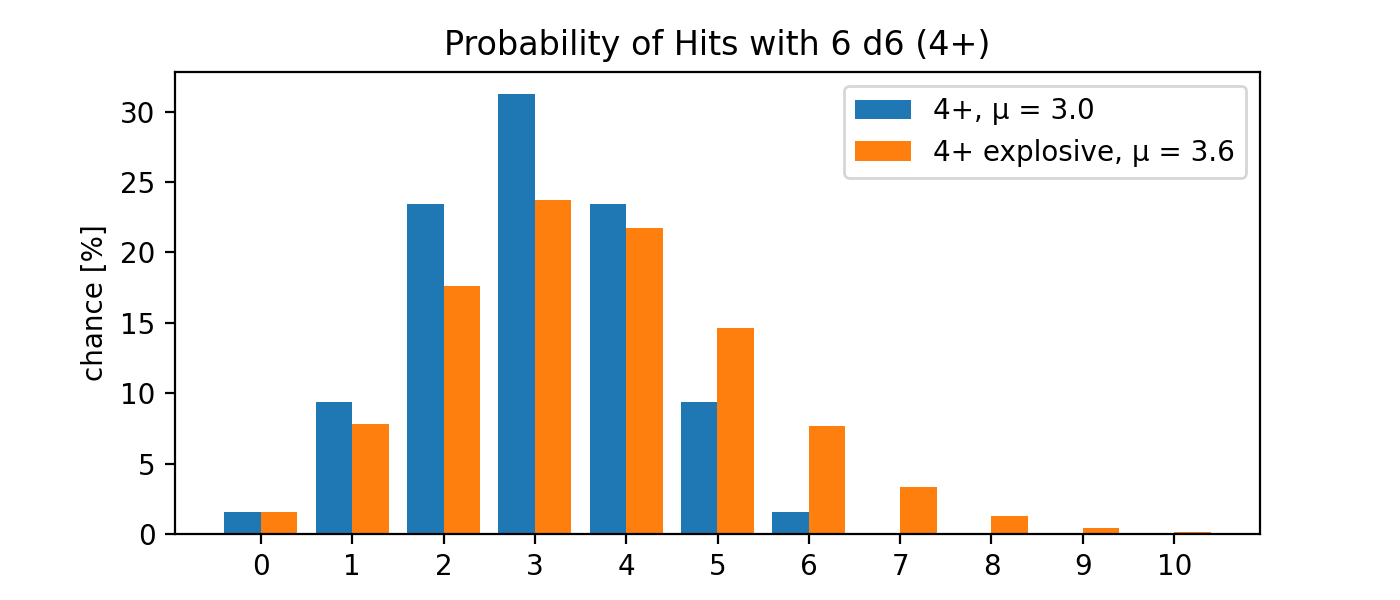 Probability of Hits with 6 d6 (4+)
4+, μ = 3.0
4+ explosive, μ = 3.6
chance [%]
30
25
20
15
10
5
0
0 1 2 3 4 5 6 7 8 9 10